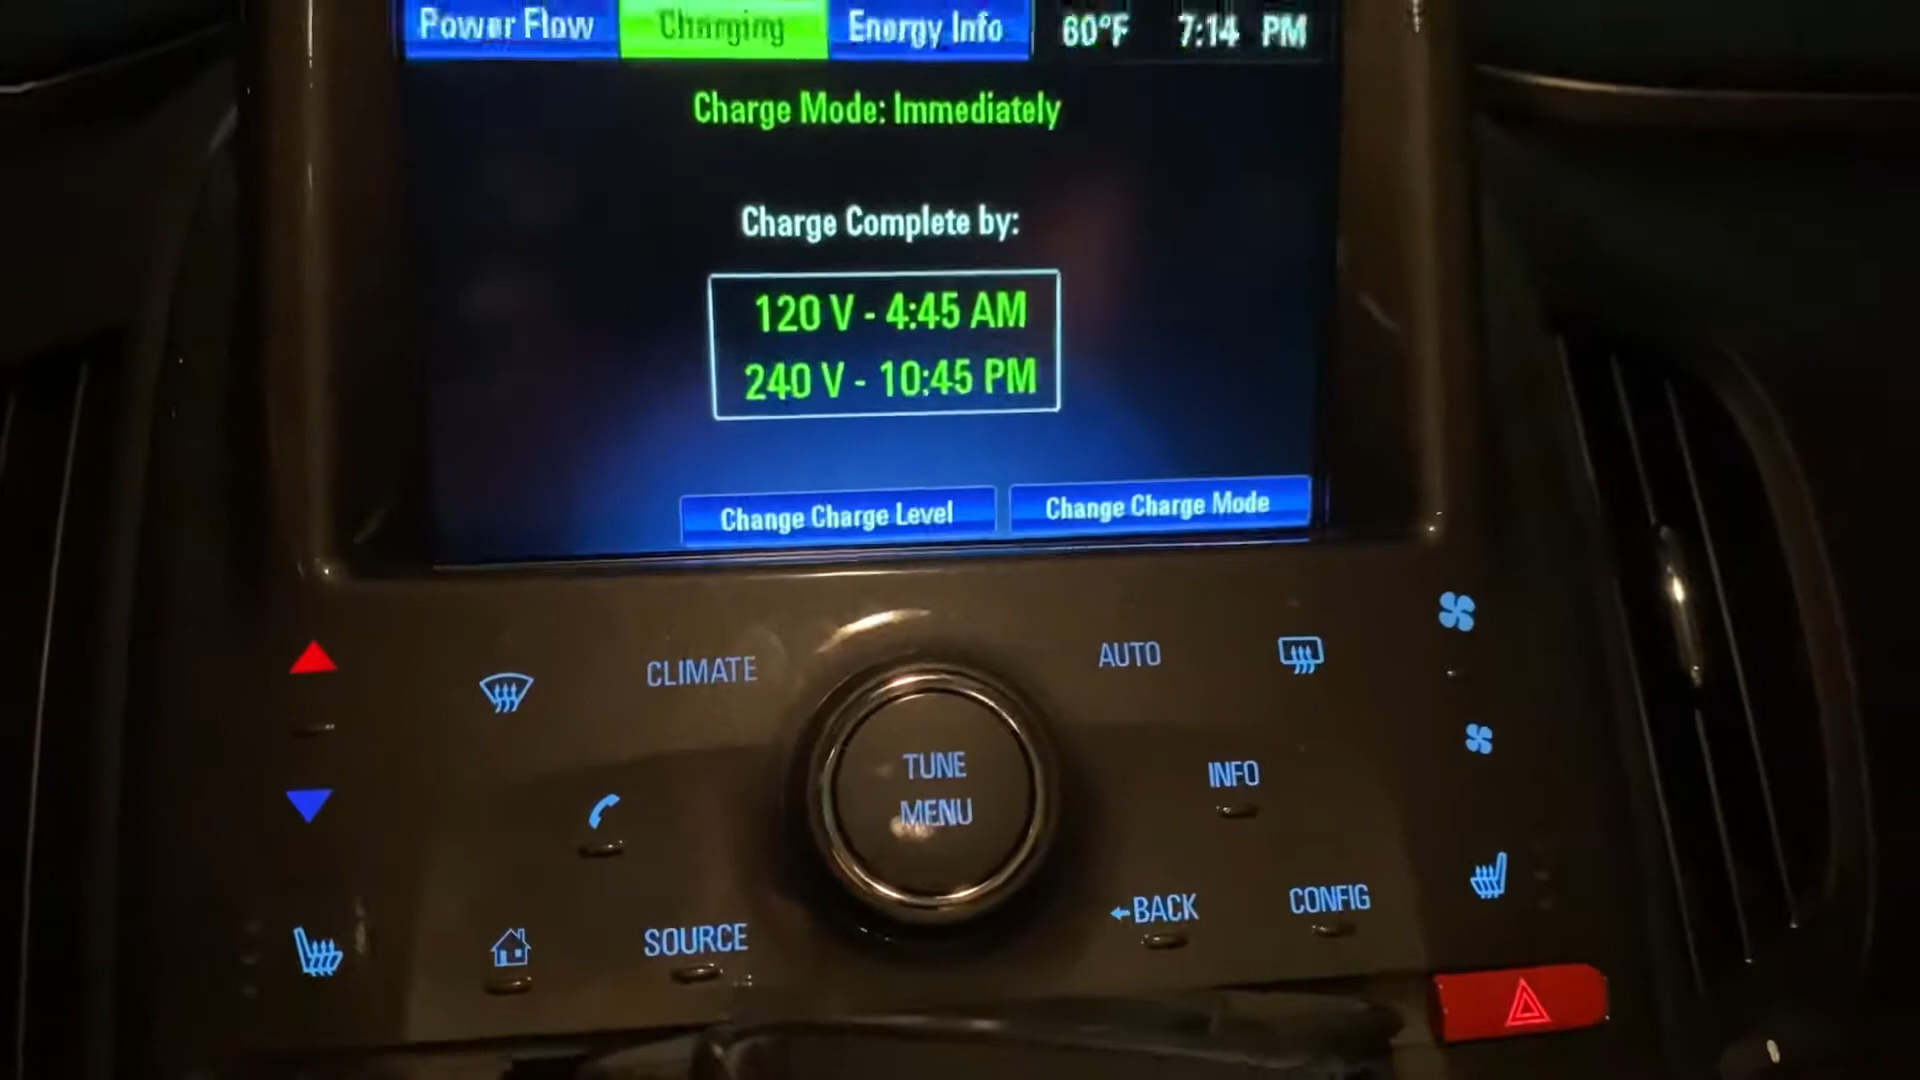 Power Flow Charging Energy Info 60°F 7:14 PM
Charge Mode: Immediately
Charge Complete by:
120 V - 4:45 AM
240 V - 10:45 PM
Change Charge Level Change Charge Mode
CLIMATE
AUTO
TUNE
MENU
INFO
SOURCE
←BACK
CONFIG